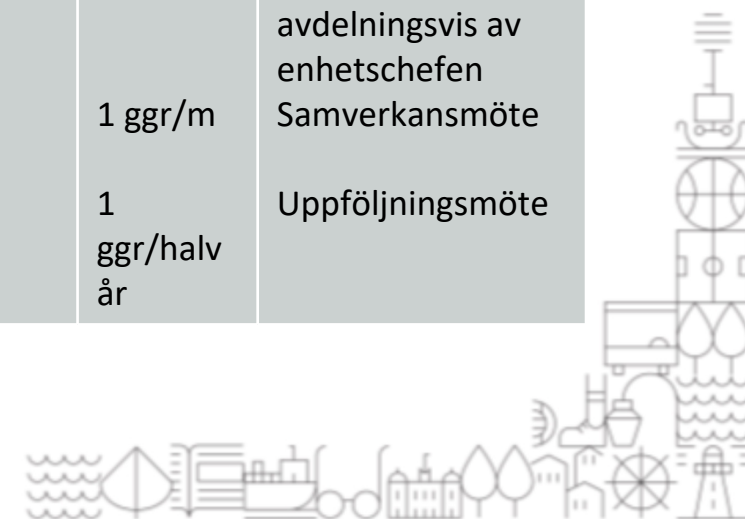 avdelningsvis av
enhetschefen
1 ggr/m Samverkansmöte
1 Uppföljningsmöte
ggr/halv
år